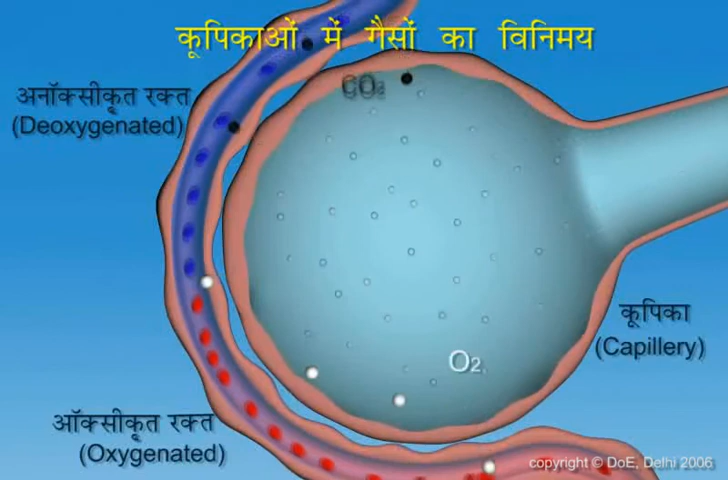 कूपिकाओं में गैसों का विनिमय
CO₂
अनॉक्सीकृत रक्त
(Deoxygenated)
कूपिका
(Capillery)
O₂
ऑक्सीकृत रक्त
(Oxygenated)
copyright © DoE, Delhi 2006